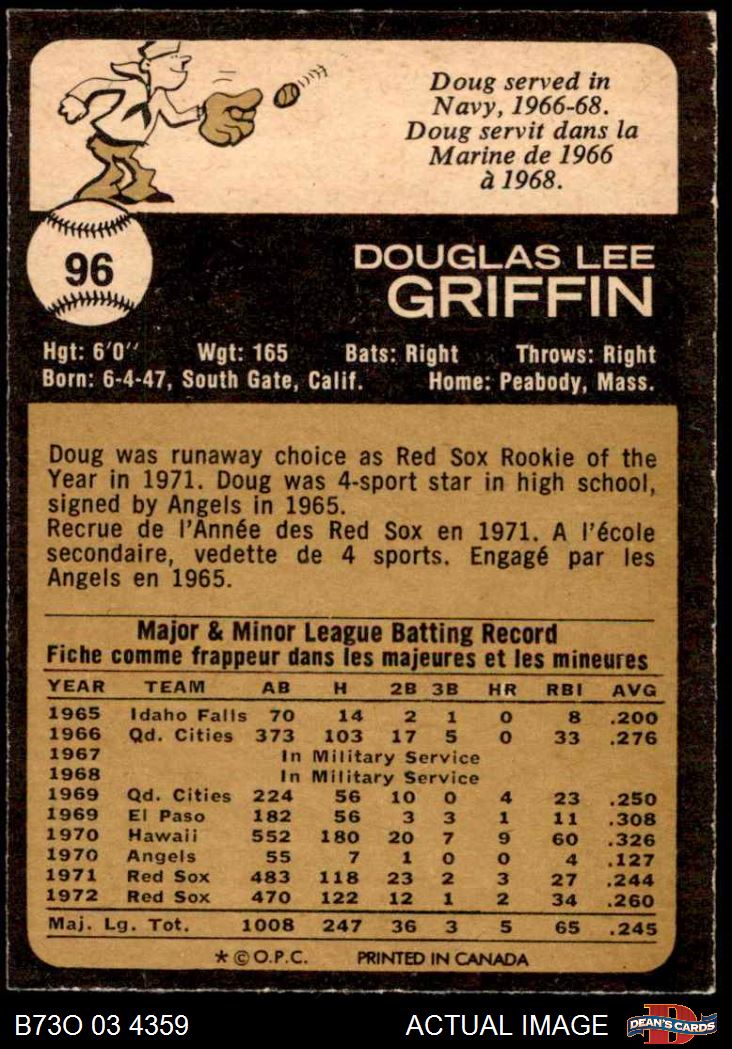 Doug served in
Navy, 1966-68.
Doug servit dans la
Marine de 1966
à 1968.
96
DOUGLAS LEE
GRIFFIN
Hgt: 6'0'' Wgt: 165 Bats: Right Throws: Right
Born: 6-4-47, South Gate, Calif. Home: Peabody, Mass.
Doug was runaway choice as Red Sox Rookie of the
Year in 1971. Doug was 4-sport star in high school,
signed by Angels in 1965.
Recrue de l'Année des Red Sox en 1971. A l'école
secondaire, vedette de 4 sports. Engagé par les
Angels en 1965.
Major & Minor League Batting Record
Fiche comme frappeur dans les majeures et les mineures
YEAR TEAM AB H 2B 3B HR RBI AVG
1965 Idaho Falls 70 14 2 1 0 8 .200
1966 Qd. Cities 373 103 17 5 0 33 .276
1967 In Military Service
1968 In Military Service
1969 Qd. Cities 224 56 10 0 4 23 .250
1969 El Paso 182 56 3 3 1 11 .308
1970 Hawaii 552 180 20 7 9 60 .326
1970 Angels 55 7 1 0 0 4 .127
1971 Red Sox 483 118 23 2 3 27 .244
1972 Red Sox 470 122 12 1 2 34 .260
Maj. Lg. Tot. 1008 247 36 3 5 65 .245
* © O.P.C. PRINTED IN CANADA
B73O 03 4359 ACTUAL IMAGE DEAN'S CARDS